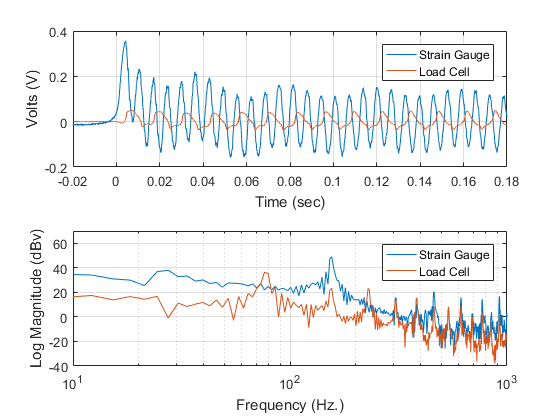 0.4
0.2
0
-0.2
Volts (V)
Strain Gauge
Load Cell
-0.02 0 0.02 0.04 0.06 0.08 0.1 0.12 0.14 0.16 0.18
Time (sec)
60
40
20
0
-20
-40
Log Magnitude (dBv)
Strain Gauge
Load Cell
10^1 10^2 10^3
Frequency (Hz.)